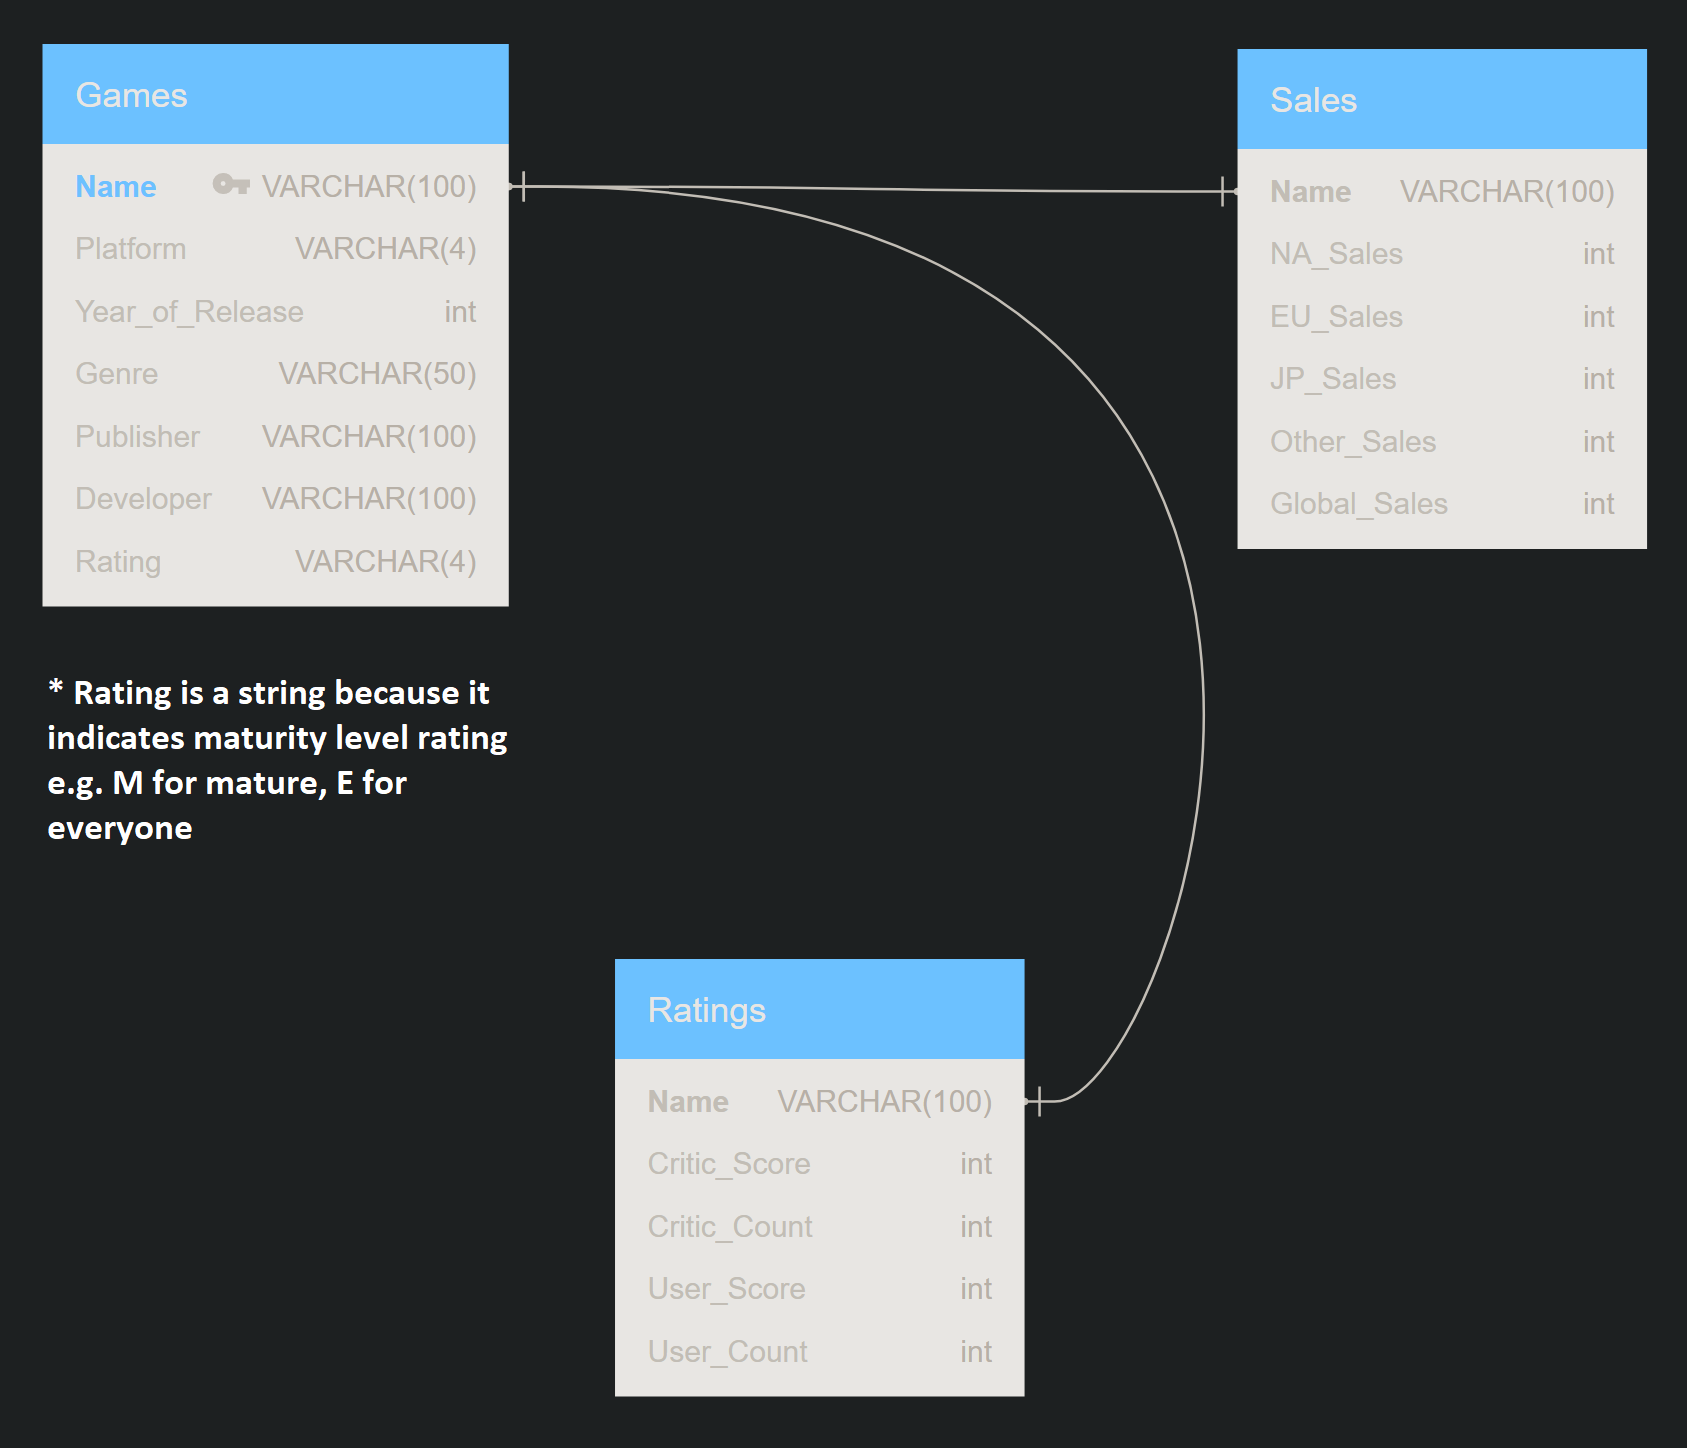 Games
Name VARCHAR(100)
Platform VARCHAR(4)
Year_of_Release int
Genre VARCHAR(50)
Publisher VARCHAR(100)
Developer VARCHAR(100)
Rating VARCHAR(4)
* Rating is a string because it
indicates maturity level rating
e.g. M for mature, E for
everyone
Sales
Name VARCHAR(100)
NA_Sales int
EU_Sales int
JP_Sales int
Other_Sales int
Global_Sales int
Ratings
Name VARCHAR(100)
Critic_Score int
Critic_Count int
User_Score int
User_Count int